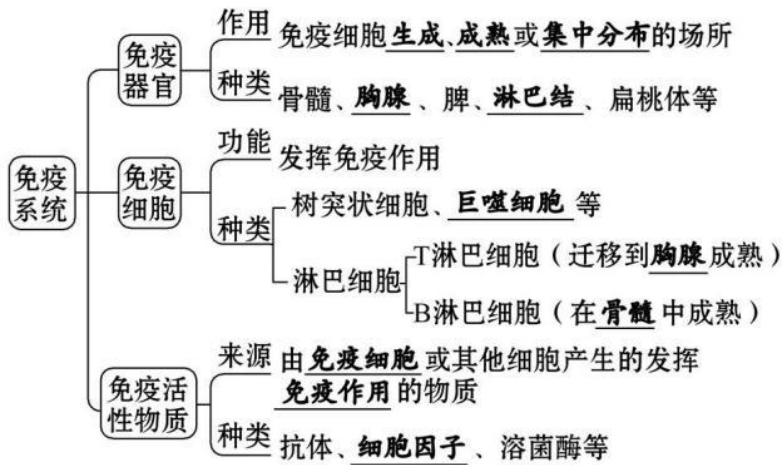 作用
免疫细胞生成、成熟或集中分布的场所
免疫
器官
种类
骨髓、胸腺、脾、淋巴结、扁桃体等
功能
发挥免疫作用
免疫
系统
免疫
细胞
树突状细胞、巨噬细胞等
种类
T淋巴细胞（迁移到胸腺成熟）
淋巴细胞
B淋巴细胞（在骨髓中成熟）
来源
由免疫细胞或其他细胞产生的发挥
免疫作用的物质
免疫活
性物质
种类
抗体、细胞因子、溶菌酶等